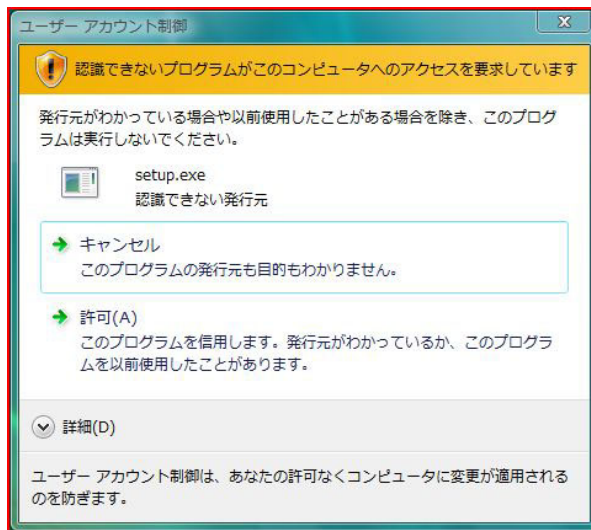 ユーザー アカウント制御
認識できないプログラムがこのコンピュータへのアクセスを要求しています
発行元がわかっている場合や以前使用したことがある場合を除き、このプログ
ラムは実行しないでください。
setup.exe
認識できない発行元
キャンセル
このプログラムの発行元も目的もわかりません。
許可(A)
このプログラムを信用します。発行元がわかっているか、このプログラ
ムを以前使用したことがあります。
詳細(D)
ユーザー アカウント制御は、あなたの許可なくコンピュータに変更が適用される
のを防ぎます。